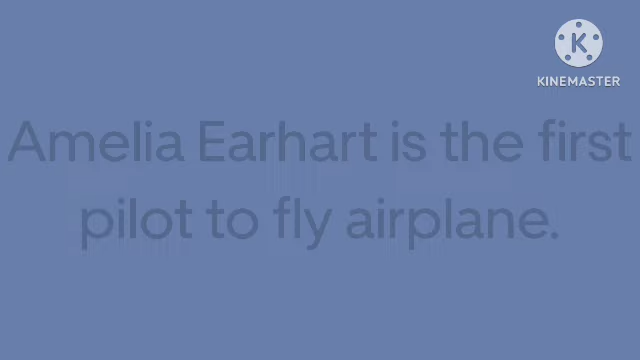 KINEMASTER
Amelia Earhart is the first
pilot to fly airplane.